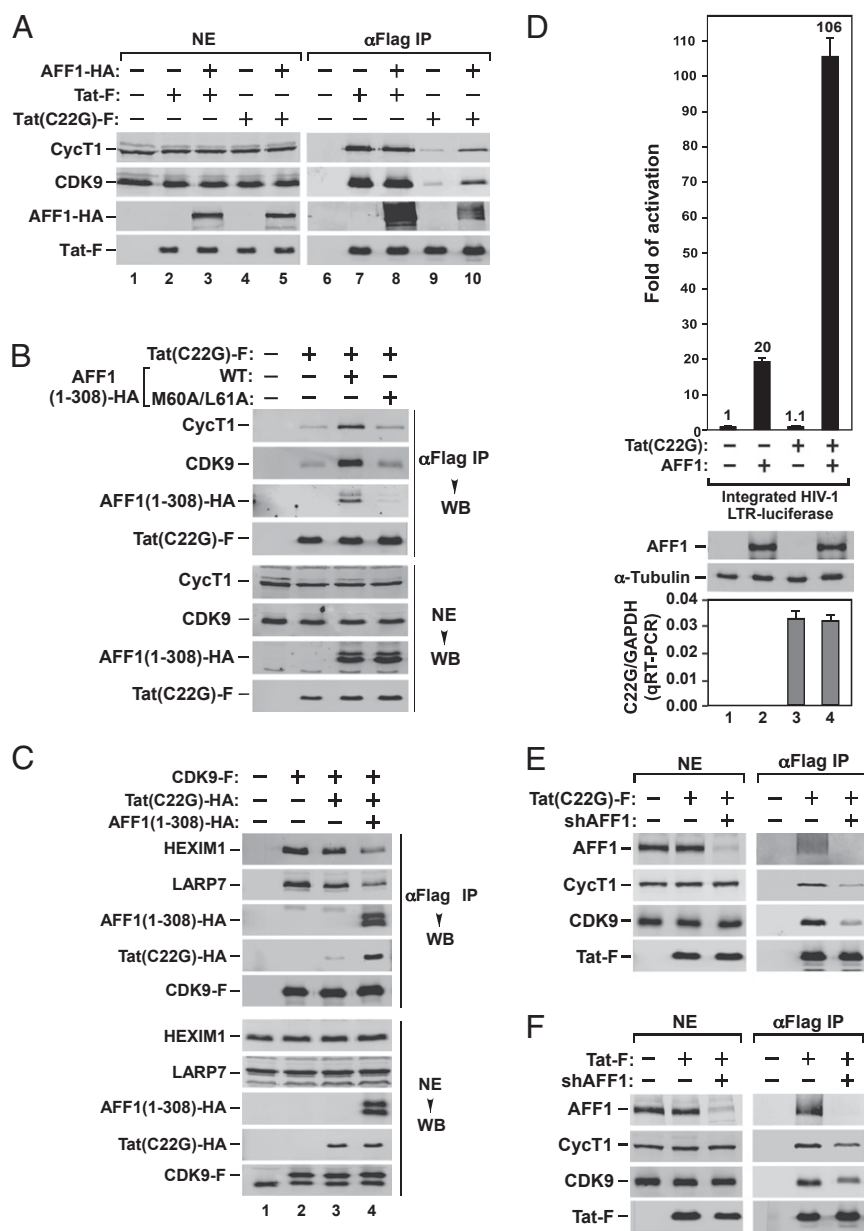 A
NE
αFlag IP
AFF1-HA: – – + – + – – + – +
Tat-F: – + + – – – + + – –
Tat(C22G)-F: – – – + + – – – + +
CycT1
CDK9
AFF1-HA
Tat-F
1 2 3 4 5 6 7 8 9 10
B
Tat(C22G)-F: – + + +
AFF1
(1-308)-HA
WT: – – + –
M60A/L61A: – – – +
CycT1
CDK9
AFF1(1-308)-HA
Tat(C22G)-F
αFlag IP
WB
CycT1
CDK9
AFF1(1-308)-HA
Tat(C22G)-F
NE
WB
C
CDK9-F: – + + +
Tat(C22G)-HA: – – + +
AFF1(1-308)-HA: – – – +
HEXIM1
LARP7
AFF1(1-308)-HA
Tat(C22G)-HA
CDK9-F
αFlag IP
WB
HEXIM1
LARP7
AFF1(1-308)-HA
Tat(C22G)-HA
CDK9-F
NE
WB
1 2 3 4
D
Fold of activation
110
100
90
80
70
60
50
40
30
20
10
0
1 20 1.1 106
Tat(C22G): – – + +
AFF1: – + – +
Integrated HIV-1
LTR-luciferase
AFF1
α-Tubulin
C22G/GAPDH
(qRT-PCR)
0.04
0.03
0.02
0.01
0.00
1 2 3 4
E
NE
αFlag IP
Tat(C22G)-F: – + + – + +
shAFF1: – – + – – +
AFF1
CycT1
CDK9
Tat-F
F
NE
αFlag IP
Tat-F: – + + – + +
shAFF1: – – + – – +
AFF1
CycT1
CDK9
Tat-F